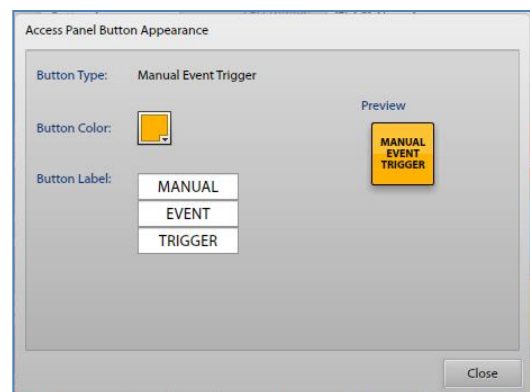 Access Panel Button Appearance
Button Type: Manual Event Trigger
Preview
Button Color:
MANUAL
EVENT
TRIGGER
Button Label:
MANUAL
EVENT
TRIGGER
Close